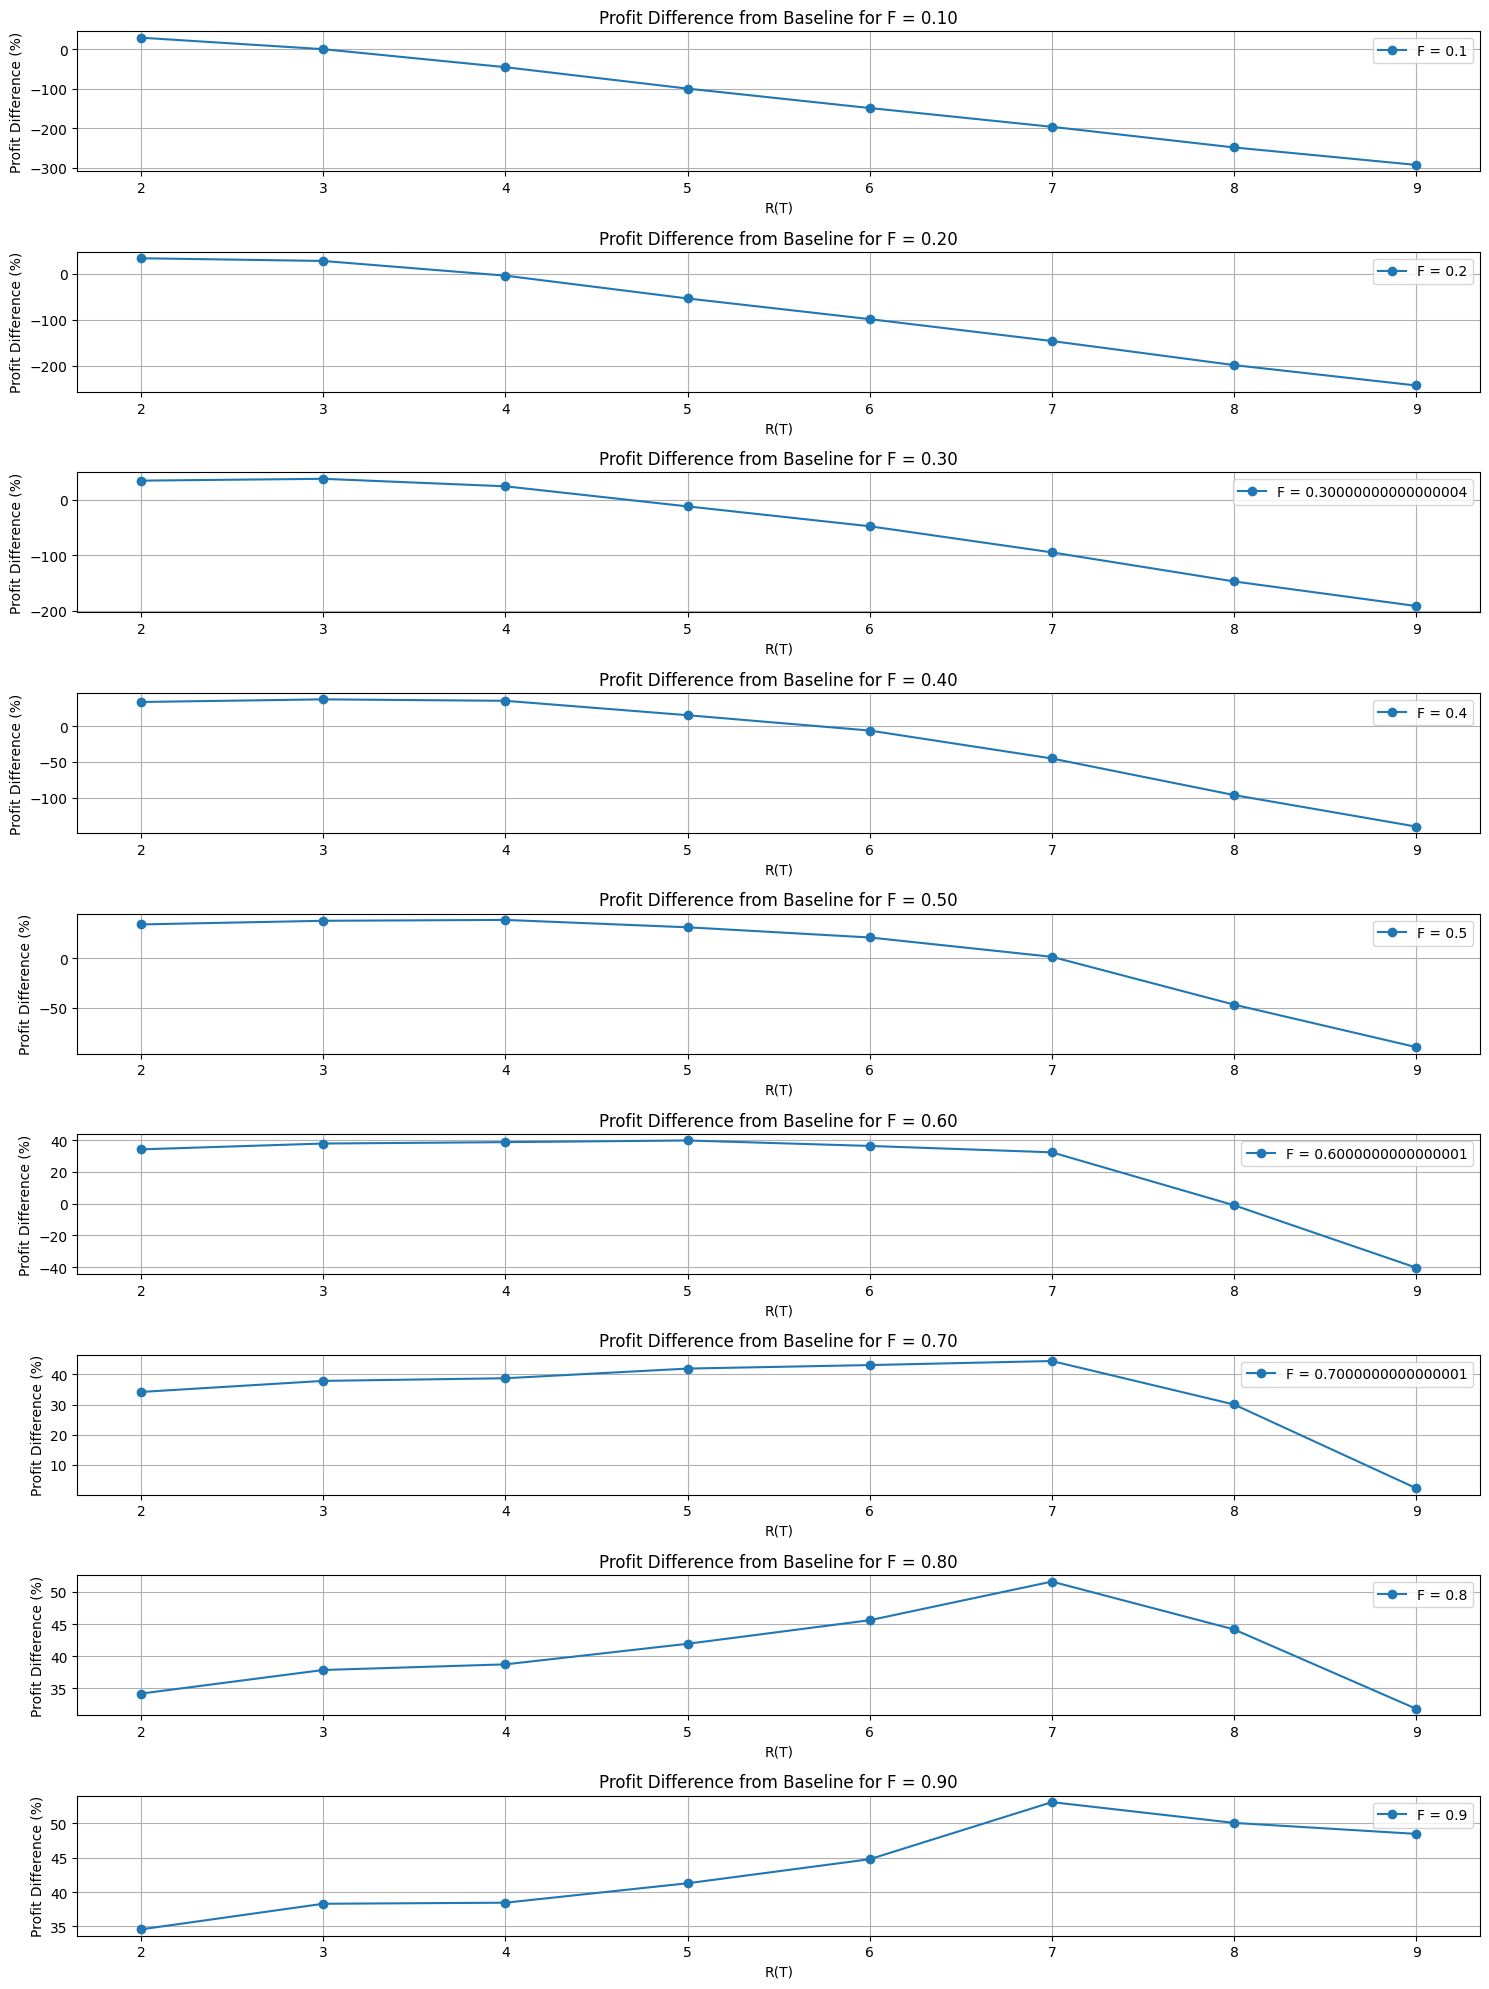 Profit Difference from Baseline for F = 0.10
Profit Difference (%)
0
−100
−200
−300
F = 0.1
2 3 4 5 6 7 8 9
R(T)
Profit Difference from Baseline for F = 0.20
Profit Difference (%)
0
−100
−200
F = 0.2
2 3 4 5 6 7 8 9
R(T)
Profit Difference from Baseline for F = 0.30
Profit Difference (%)
0
−100
−200
F = 0.30000000000000004
2 3 4 5 6 7 8 9
R(T)
Profit Difference from Baseline for F = 0.40
Profit Difference (%)
0
−50
−100
F = 0.4
2 3 4 5 6 7 8 9
R(T)
Profit Difference from Baseline for F = 0.50
Profit Difference (%)
0
−50
F = 0.5
2 3 4 5 6 7 8 9
R(T)
Profit Difference from Baseline for F = 0.60
Profit Difference (%)
40
20
0
−20
−40
F = 0.6000000000000001
2 3 4 5 6 7 8 9
R(T)
Profit Difference from Baseline for F = 0.70
Profit Difference (%)
40
30
20
10
F = 0.7000000000000001
2 3 4 5 6 7 8 9
R(T)
Profit Difference from Baseline for F = 0.80
Profit Difference (%)
50
45
40
35
F = 0.8
2 3 4 5 6 7 8 9
R(T)
Profit Difference from Baseline for F = 0.90
Profit Difference (%)
50
45
40
35
F = 0.9
2 3 4 5 6 7 8 9
R(T)